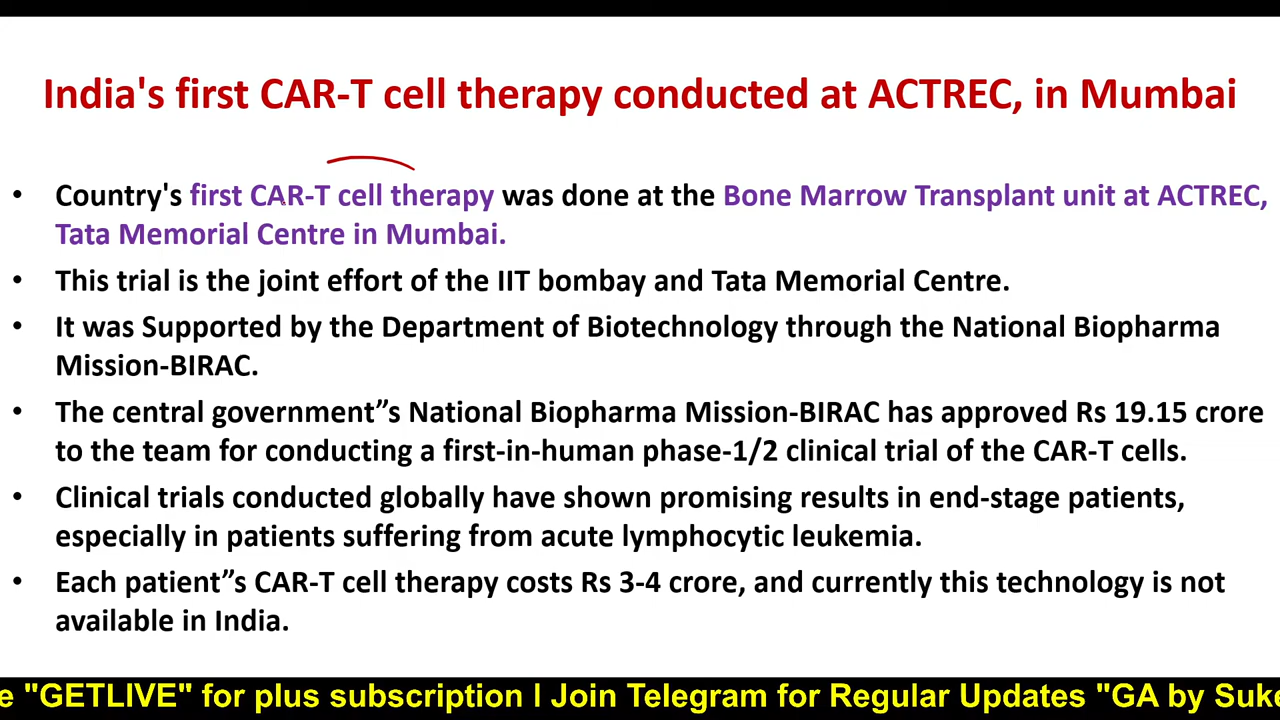 India's first CAR-T cell therapy conducted at ACTREC, in Mumbai
• Country's first CAR-T cell therapy was done at the Bone Marrow Transplant unit at ACTREC,
Tata Memorial Centre in Mumbai.
• This trial is the joint effort of the IIT bombay and Tata Memorial Centre.
• It was Supported by the Department of Biotechnology through the National Biopharma
Mission-BIRAC.
• The central government”s National Biopharma Mission-BIRAC has approved Rs 19.15 crore
to the team for conducting a first-in-human phase-1/2 clinical trial of the CAR-T cells.
• Clinical trials conducted globally have shown promising results in end-stage patients,
especially in patients suffering from acute lymphocytic leukemia.
• Each patient”s CAR-T cell therapy costs Rs 3-4 crore, and currently this technology is not
available in India.
e "GETLIVE" for plus subscription l Join Telegram for Regular Updates "GA by Suke